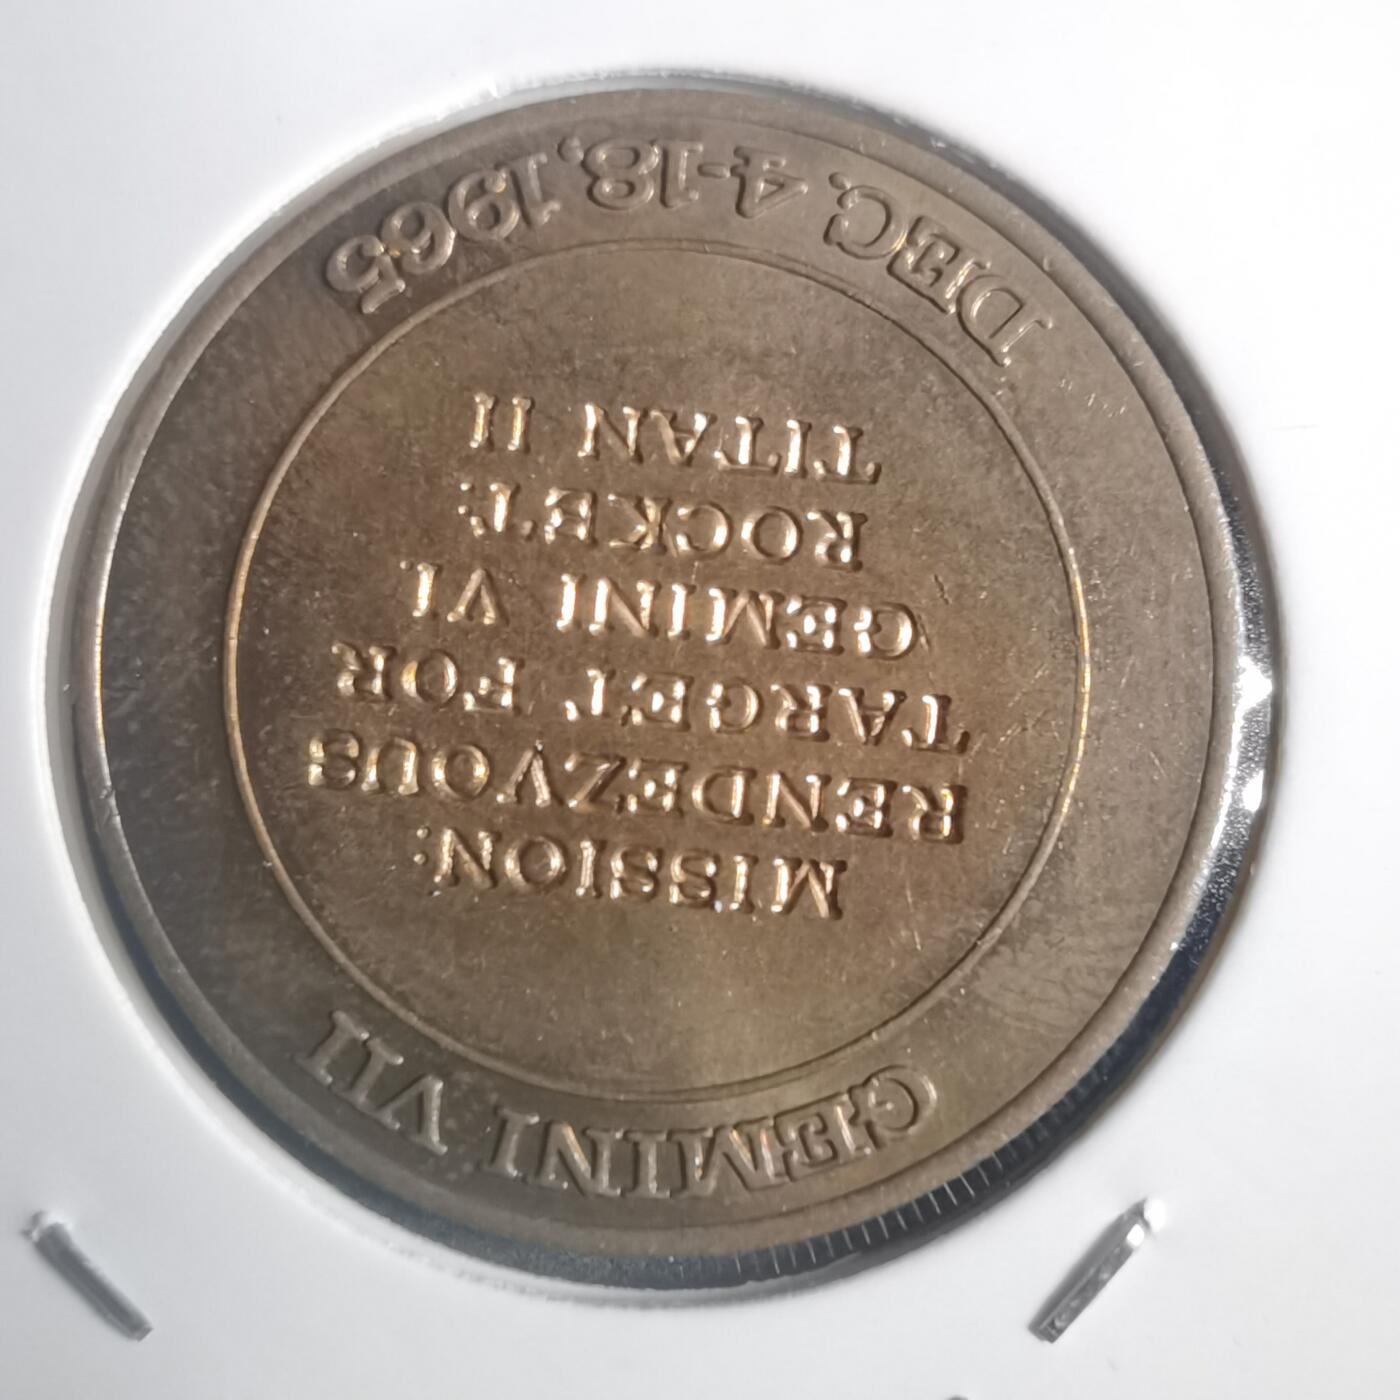 GEMINI VII
MISSION:
RENDEZVOUS
TARGET FOR
GEMINI VI.
ROCKET:
TITAN II
DEC. 4-18, 1965